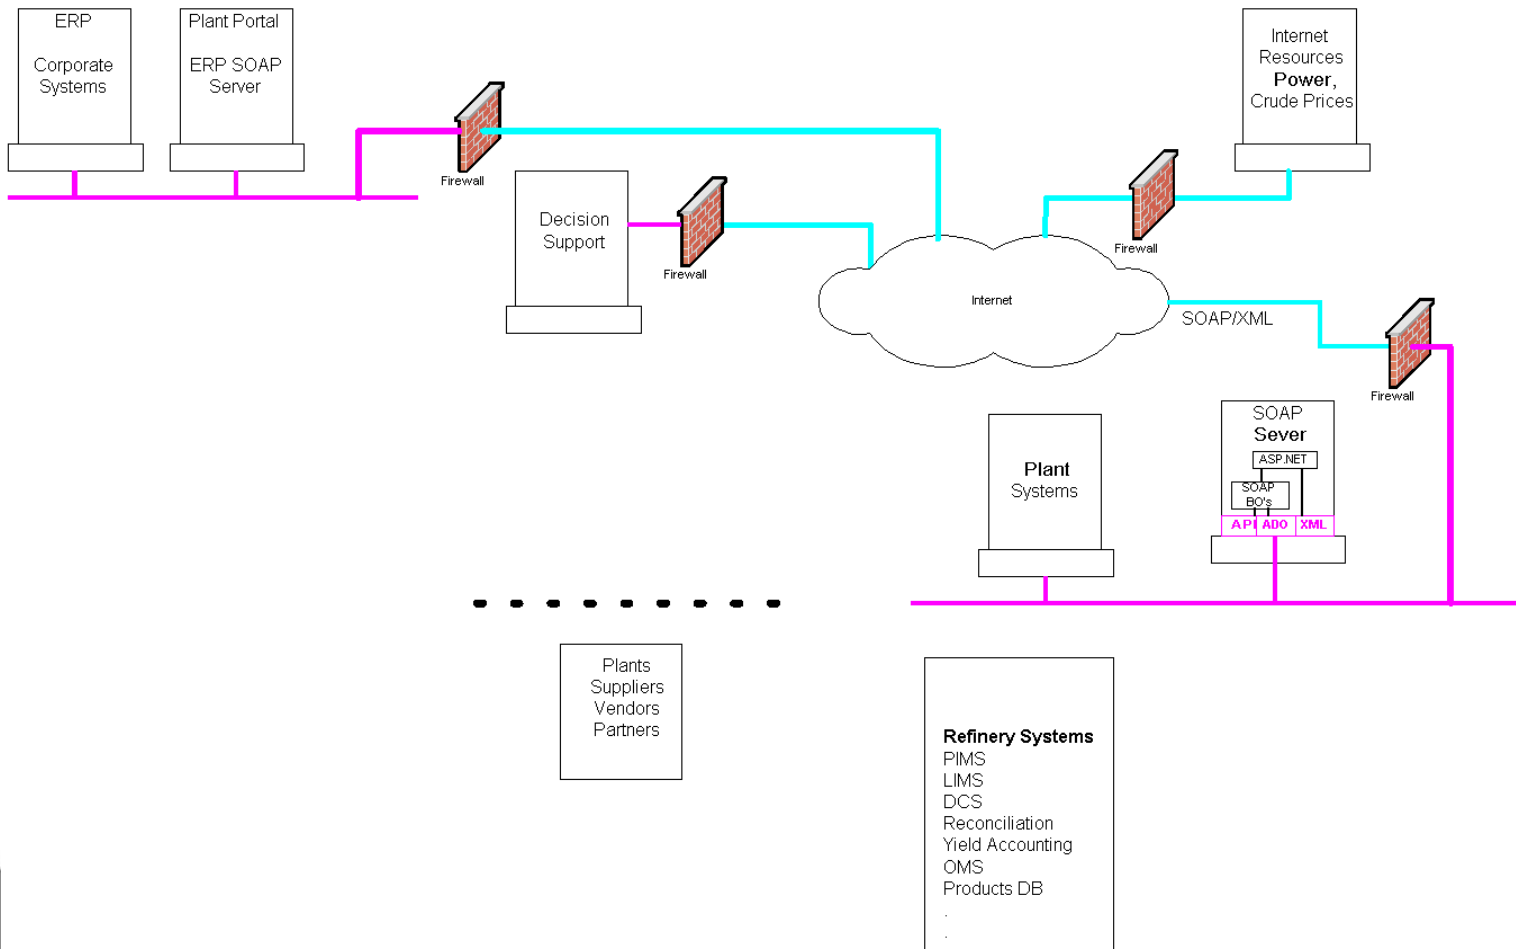 ERP
Corporate
Systems
Plant Portal
ERP SOAP
Server
Firewall
Decision
Support
Firewall
Internet
Resources
Power,
Crude Prices
Firewall
Internet
SOAP/XML
Firewall
Plant
Systems
SOAP
Sever
ASP.NET
SOAP
BO's
API ADO XML
Plants
Suppliers
Vendors
Partners
Refinery Systems
PIMS
LIMS
DCS
Reconciliation
Yield Accounting
OMS
Products DB
.
.